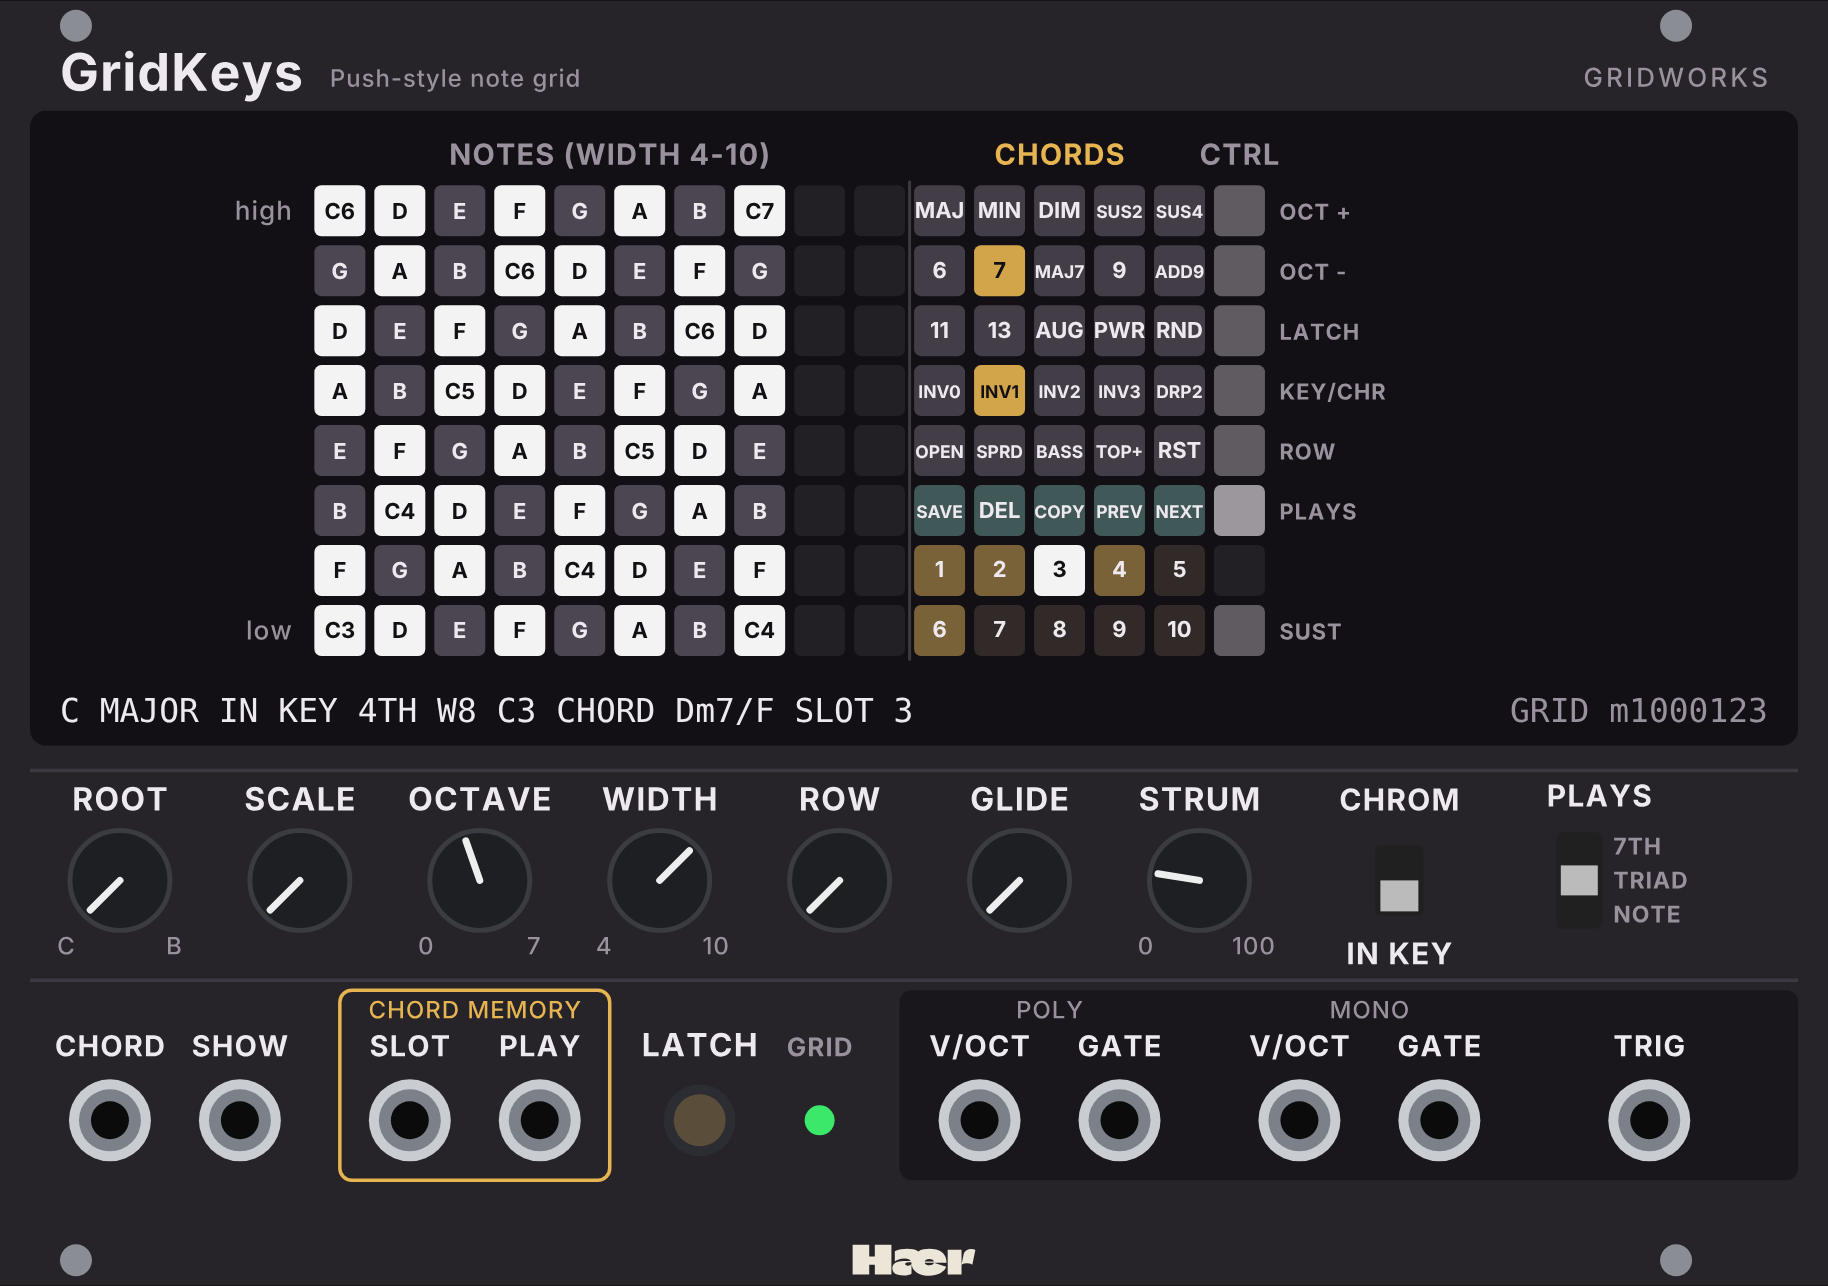 GridKeys Push-style note grid GRIDWORKS
NOTES (WIDTH 4-10) CHORDS CTRL
high C6 D E F G A B C7 MAJ MIN DIM SUS2 SUS4 OCT +
G A B C6 D E F G 6 7 MAJ7 9 ADD9 OCT -
D E F G A B C6 D 11 13 AUG PWR RND LATCH
A B C5 D E F G A INV0 INV1 INV2 INV3 DRP2 KEY/CHR
E F G A B C5 D E OPEN SPRD BASS TOP+ RST ROW
B C4 D E F G A B SAVE DEL COPY PREV NEXT PLAYS
F G A B C4 D E F 1 2 3 4 5
low C3 D E F G A B C4 6 7 8 9 10 SUST
C MAJOR IN KEY 4TH W8 C3 CHORD Dm7/F SLOT 3 GRID m1000123
ROOT SCALE OCTAVE WIDTH ROW GLIDE STRUM CHROM PLAYS
7TH
TRIAD
NOTE
C B 0 7 4 10 0 100 IN KEY
CHORD MEMORY POLY MONO
CHORD SHOW SLOT PLAY LATCH GRID V/OCT GATE V/OCT GATE TRIG
Hær